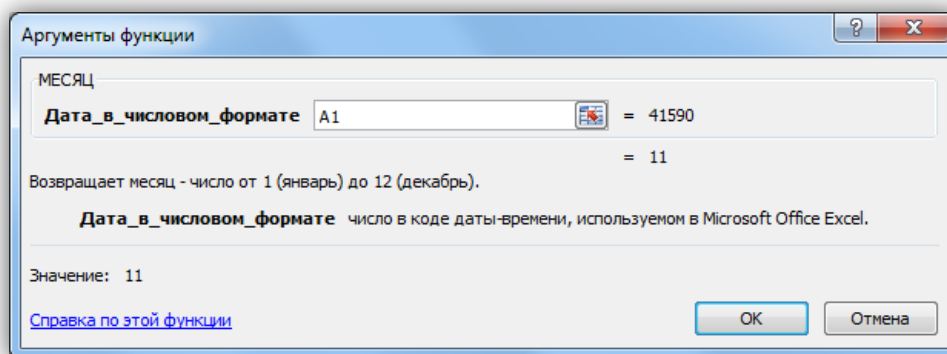 Аргументы функции
МЕСЯЦ
Дата_в_числовом_формате A1 = 41590
= 11
Возвращает месяц - число от 1 (январь) до 12 (декабрь).
Дата_в_числовом_формате число в коде даты-времени, используемом в Microsoft Office Excel.
Значение: 11
Справка по этой функции OK Отмена